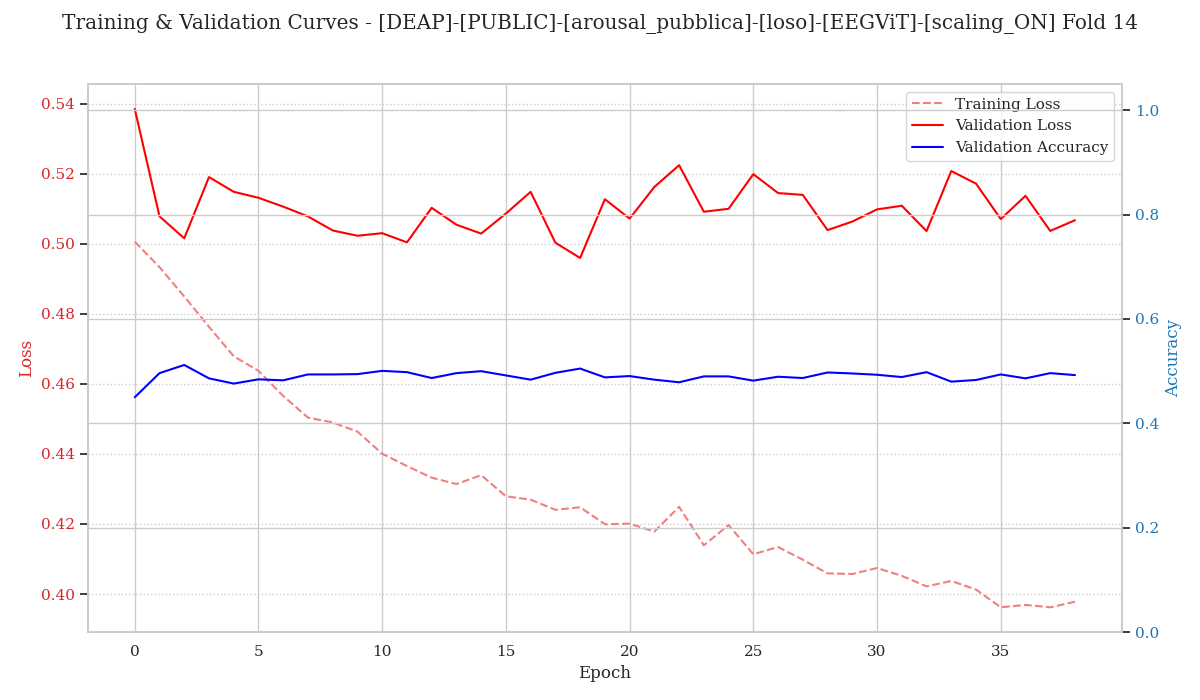 Training & Validation Curves - [DEAP]-[PUBLIC]-[arousal_pubblica]-[loso]-[EEGViT]-[scaling_ON] Fold 14
Training Loss
Validation Loss
Validation Accuracy
Loss
0.54
0.52
0.50
0.48
0.46
0.44
0.42
0.40
1.0
0.8
0.6
0.4
0.2
0.0
Accuracy
0 5 10 15 20 25 30 35
Epoch